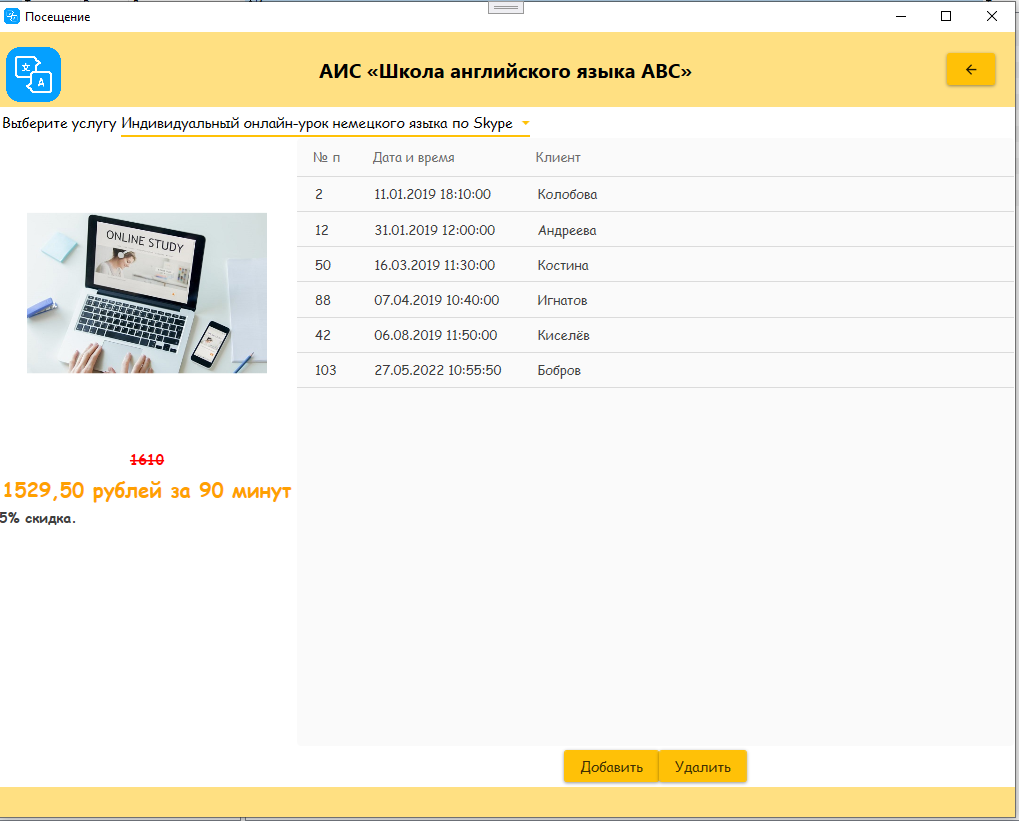 Посещение
文
A
АИС «Школа английского языка ABC»
Выберите услугу Индивидуальный онлайн-урок немецкого языка по Skype
№ п Дата и время Клиент
2 11.01.2019 18:10:00 Колобова
12 31.01.2019 12:00:00 Андреева
50 16.03.2019 11:30:00 Костина
88 07.04.2019 10:40:00 Игнатов
42 06.08.2019 11:50:00 Киселёв
103 27.05.2022 10:55:50 Бобров
ONLINE STUDY
1610
1529,50 рублей за 90 минут
5% скидка.
Добавить Удалить